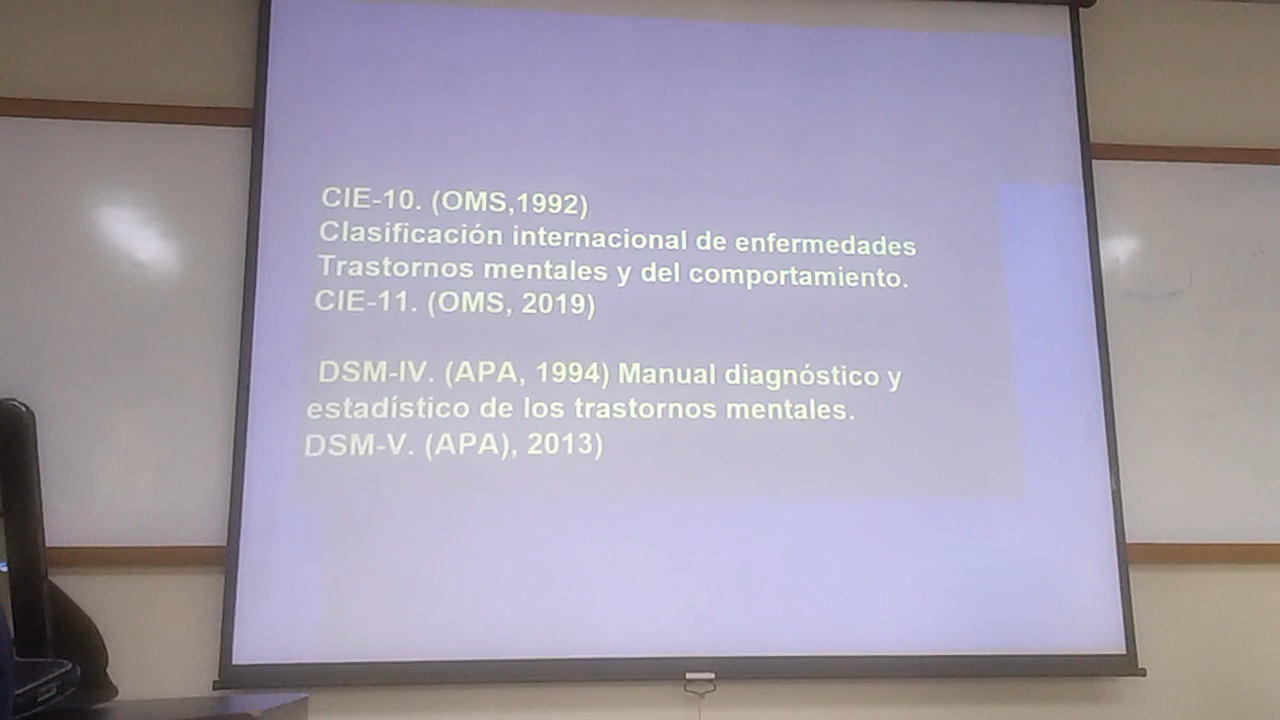 CIE-10. (OMS,1992)
Clasificación internacional de enfermedades
Trastornos mentales y del comportamiento.
CIE-11. (OMS, 2019)
DSM-IV. (APA, 1994) Manual diagnóstico y
estadístico de los trastornos mentales.
DSM-V. (APA), 2013)